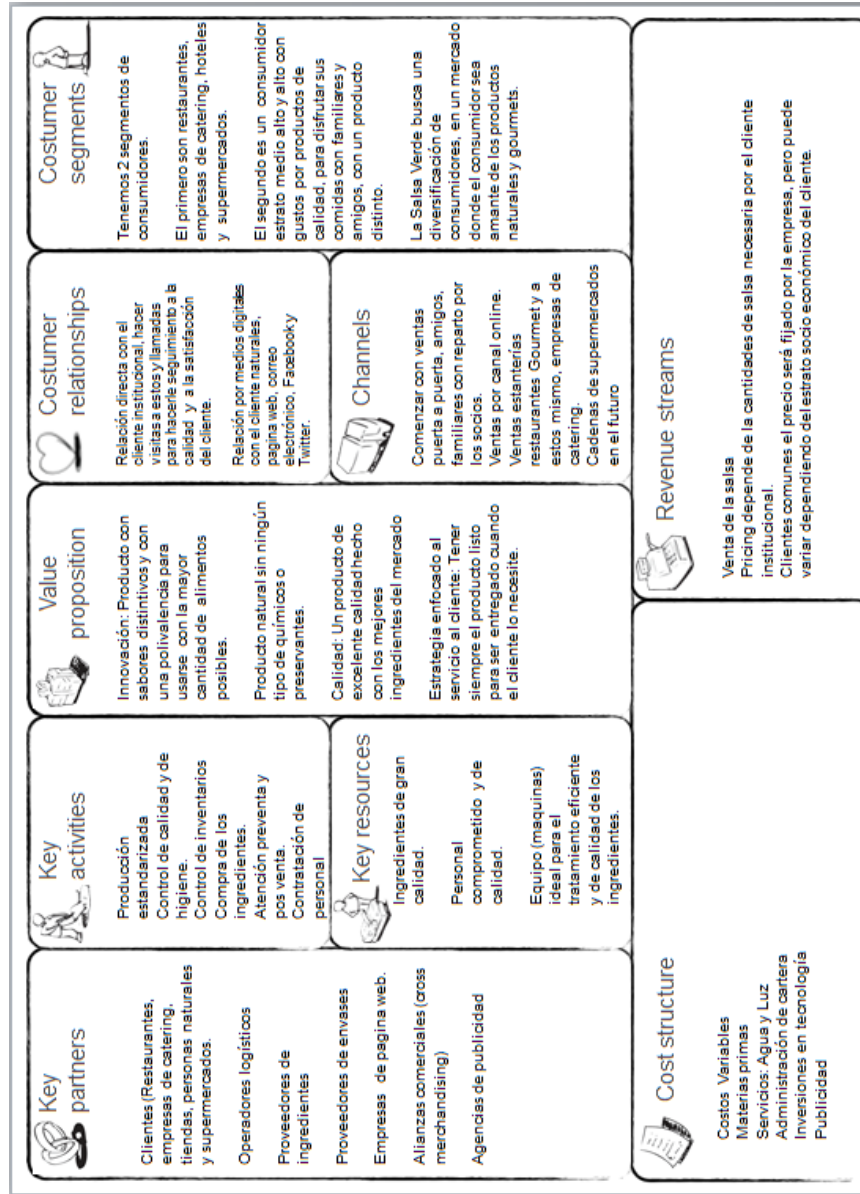 Key
partners
Clientes (Restaurantes,
empresas de catering,
tiendas, personas naturales
y supermercados.
Operadores logísticos
Proveedores de
ingredientes
Proveedores de envases
Empresas de pagina web.
Alianzas comerciales (cross
merchandising)
Agencias de publicidad
Key
activities
Producción
estandarizada
Control de calidad y de
higiene.
Control de inventarios
Compra de los
ingredientes.
Atención preventa y
pos venta.
Contratación de
personal
Key resources
Ingredientes de gran
calidad.
Personal
comprometido y de
calidad.
Equipo (maquinas)
ideal para el
tratamiento eficiente
y de calidad de los
ingredientes.
Value
proposition
Innovación: Producto con
sabores distintivos y con
una polivalencia para
usarse con la mayor
cantidad de alimentos
posibles.
Producto natural sin ningún
tipo de químicos o
preservantes.
Calidad: Un producto de
excelente calidad hecho
con los mejores
ingredientes del mercado
Estrategia enfocado al
servicio al cliente: Tener
siempre el producto listo
para ser entregado cuando
el cliente lo necesite.
Costumer
relationships
Relación directa con el
cliente institucional, hacer
visitas a estos y llamadas
para hacerle seguimiento a la
calidad y a la satisfacción
del cliente.
Relación por medios digitales
con el cliente naturales,
pagina web, correo
electrónico, Facebook y
Twitter.
Channels
Comenzar con ventas
puerta a puerta, amigos,
familiares con reparto por
los socios.
Ventas por canal online.
Ventas estanterías
restaurantes Gourmet y a
estos mismo, empresas de
catering.
Cadenas de supermercados
en el futuro
Costumer
segments
Tenemos 2 segmentos de
consumidores.
El primero son restaurantes,
empresas de catering, hoteles
y supermercados.
El segundo es un consumidor
estrato medio alto y alto con
gustos por productos de
calidad, para disfrutar sus
comidas con familiares y
amigos, con un producto
distinto.
La Salsa Verde busca una
diversificación de
consumidores, en un mercado
donde el consumidor sea
amante de los productos
naturales y gourmets.
Cost structure
Costos Variables
Materias primas
Servicios: Agua y Luz
Administración de cartera
Inversiones en tecnología
Publicidad
Revenue streams
Venta de la salsa
Pricing depende de la cantidades de salsa necesaria por el cliente
institucional.
Clientes comunes el precio será fijado por la empresa, pero puede
variar dependiendo del estrato socio económico del cliente.